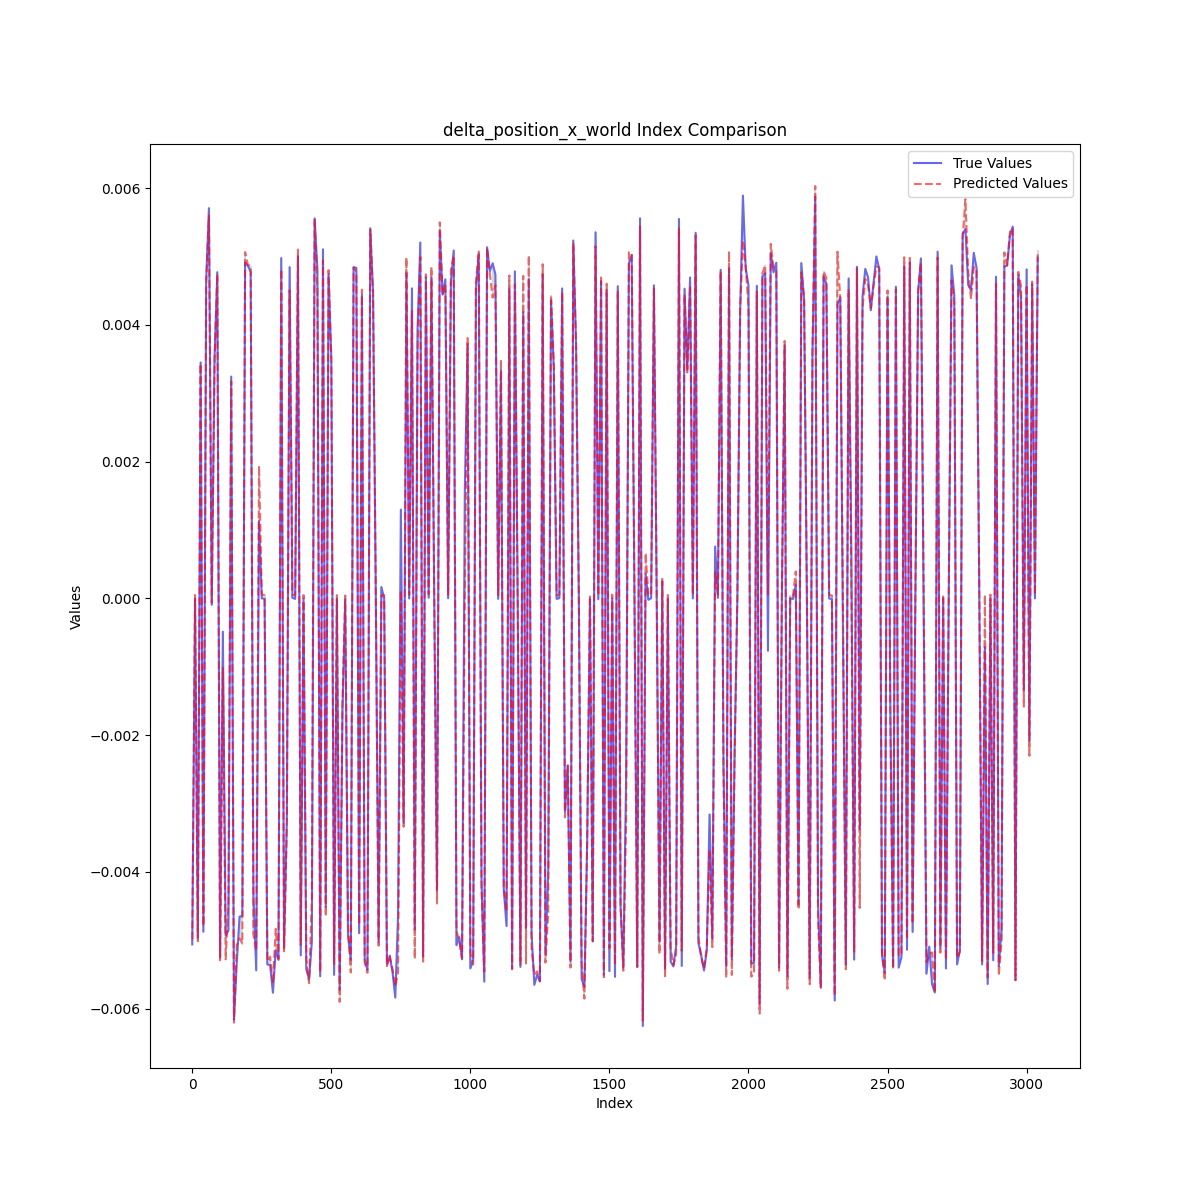 delta_position_x_world Index Comparison
True Values
Predicted Values
0.006
0.004
0.002
0.000
−0.002
−0.004
−0.006
Values
0
500
1000
1500
2000
2500
3000
Index